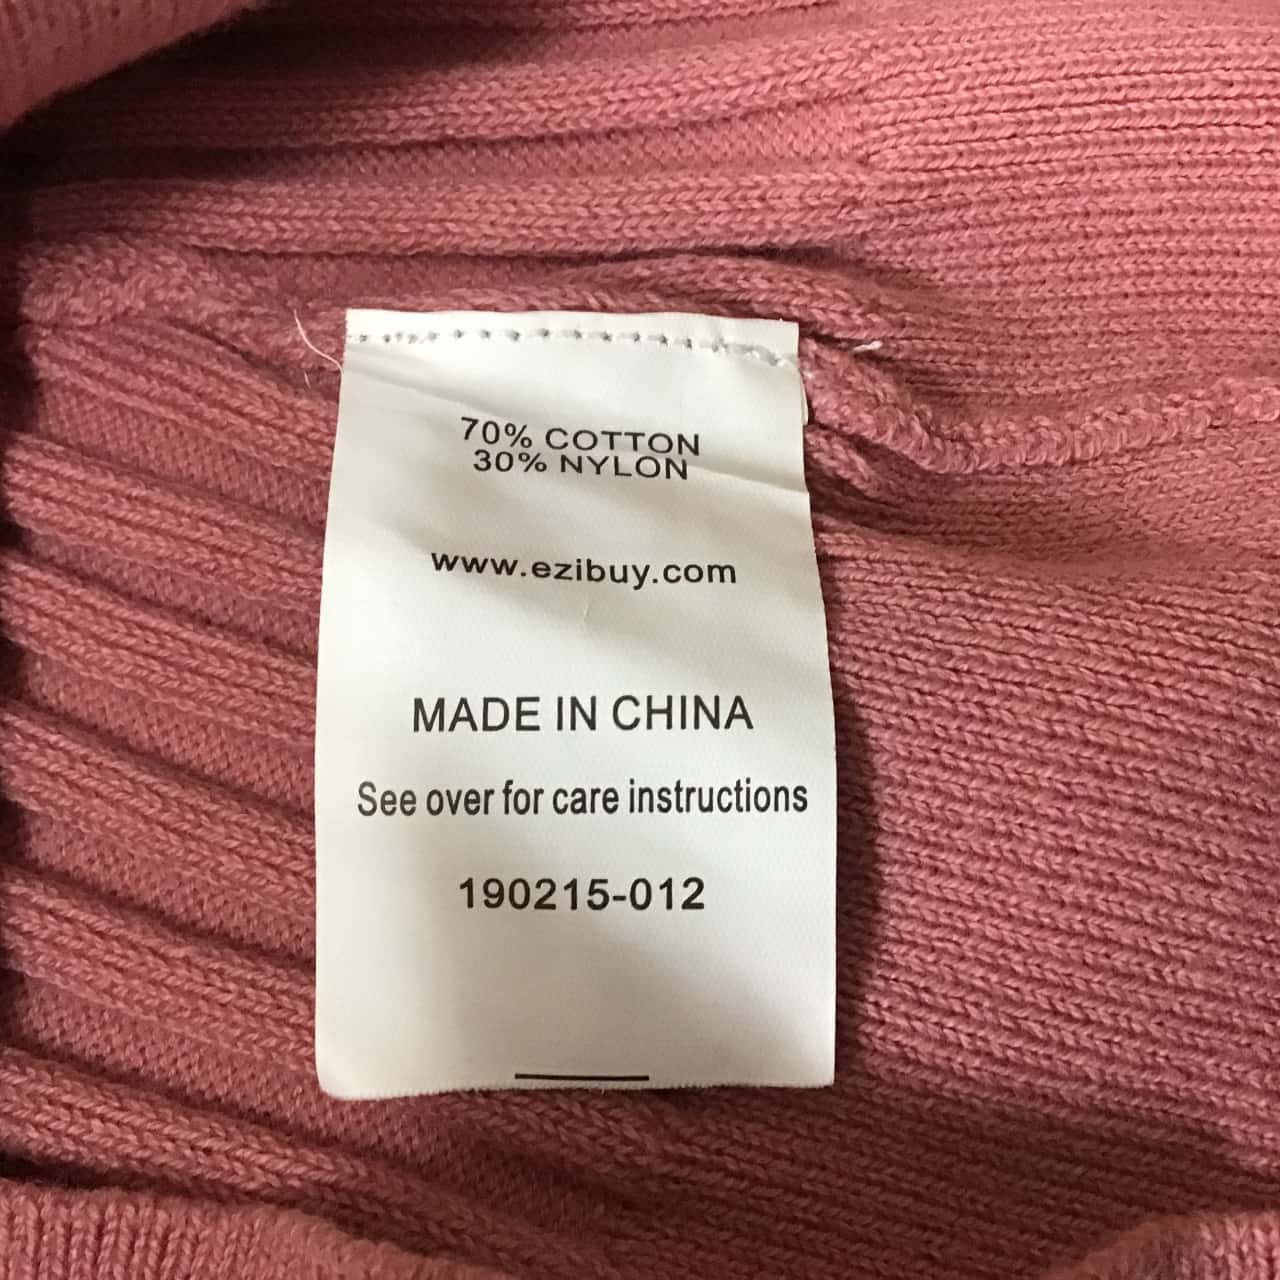 70% COTTON
30% NYLON
www.ezibuy.com
MADE IN CHINA
See over for care instructions
190215-012